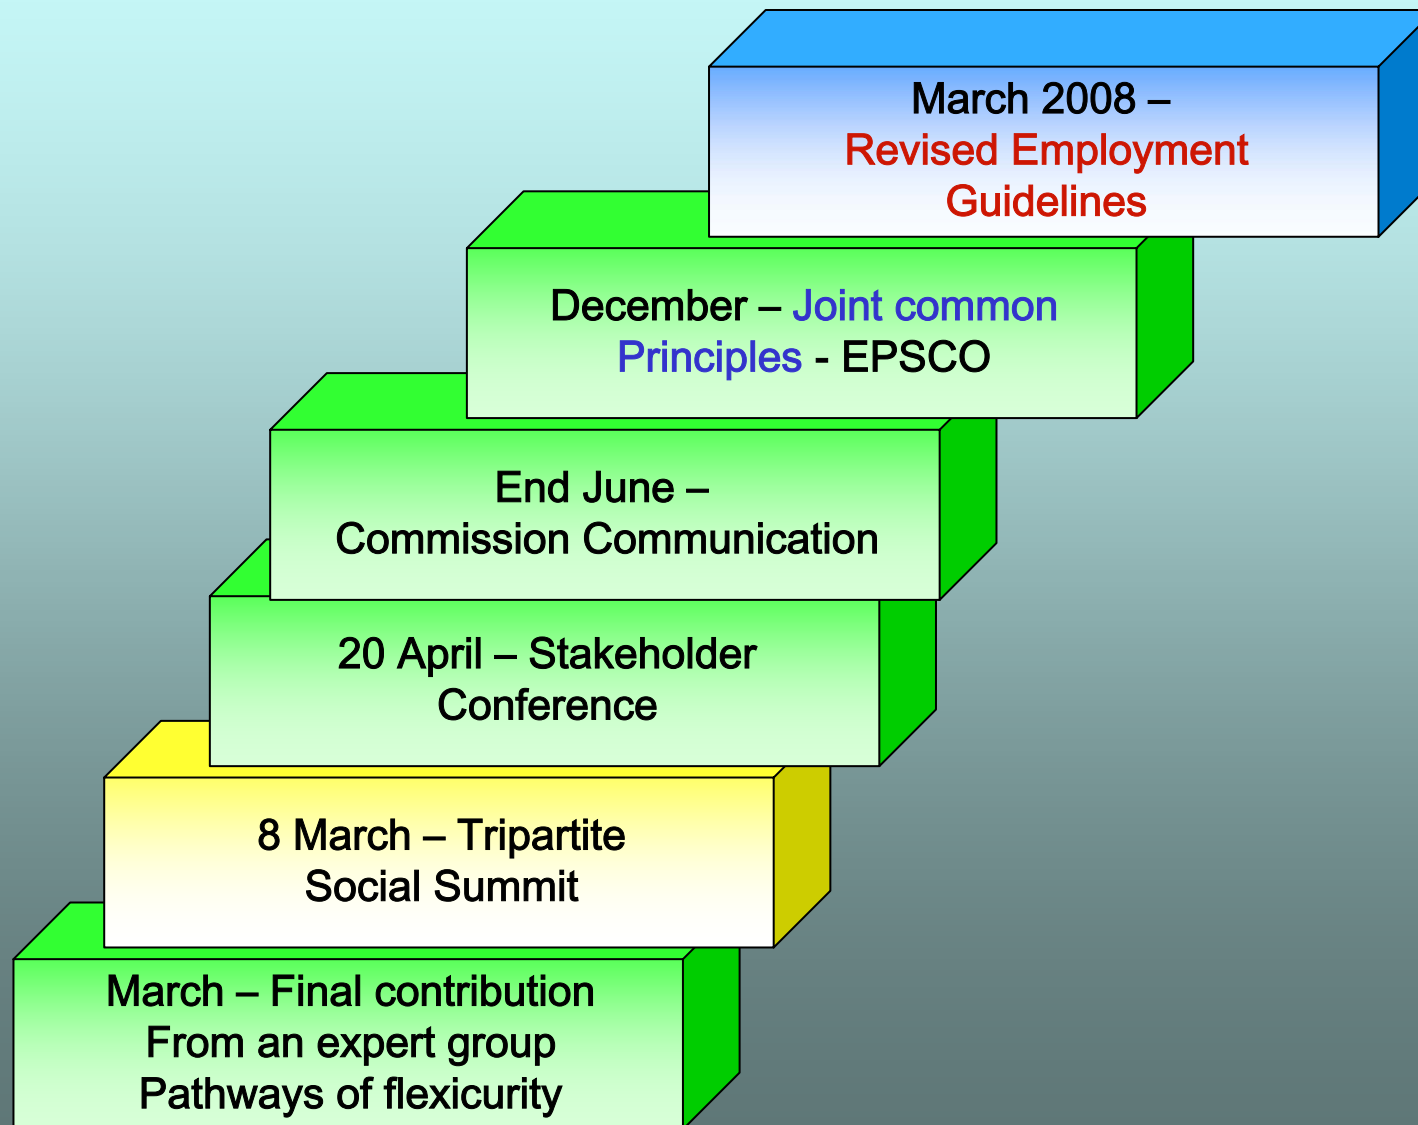 March 2008 –
Revised Employment
Guidelines
December – Joint common
Principles - EPSCO
End June –
Commission Communication
20 April – Stakeholder
Conference
8 March – Tripartite
Social Summit
March – Final contribution
From an expert group
Pathways of flexicurity